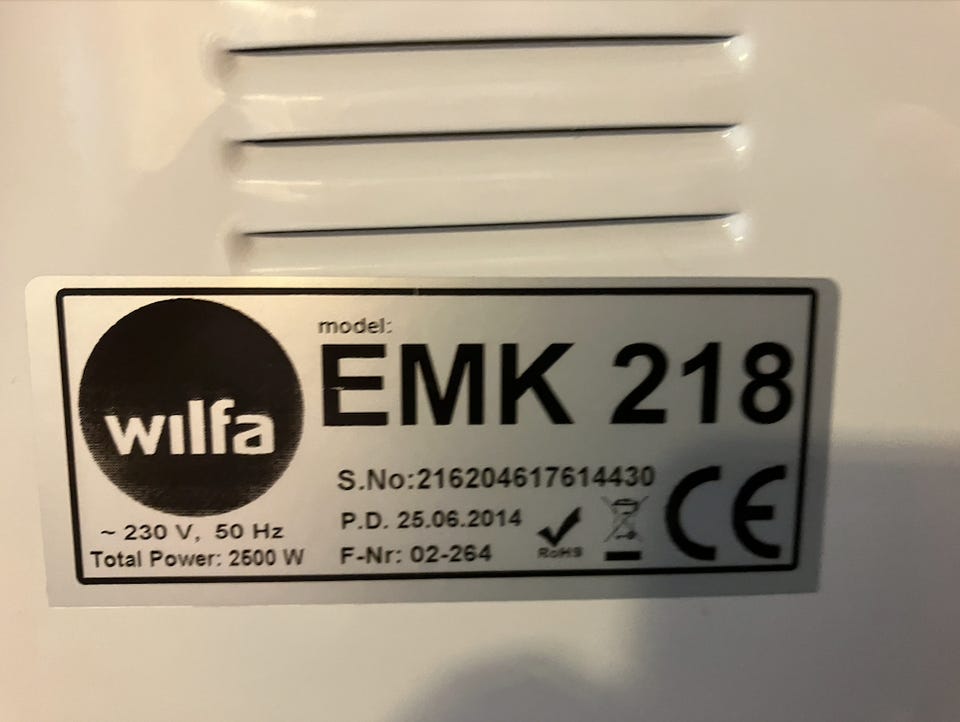 wilfa
model:
EMK 218
S.No:216204617614430
P.D. 25.06.2014
F-Nr: 02-264
RoHS
CE
~ 230 V, 50 Hz
Total Power: 2600 W